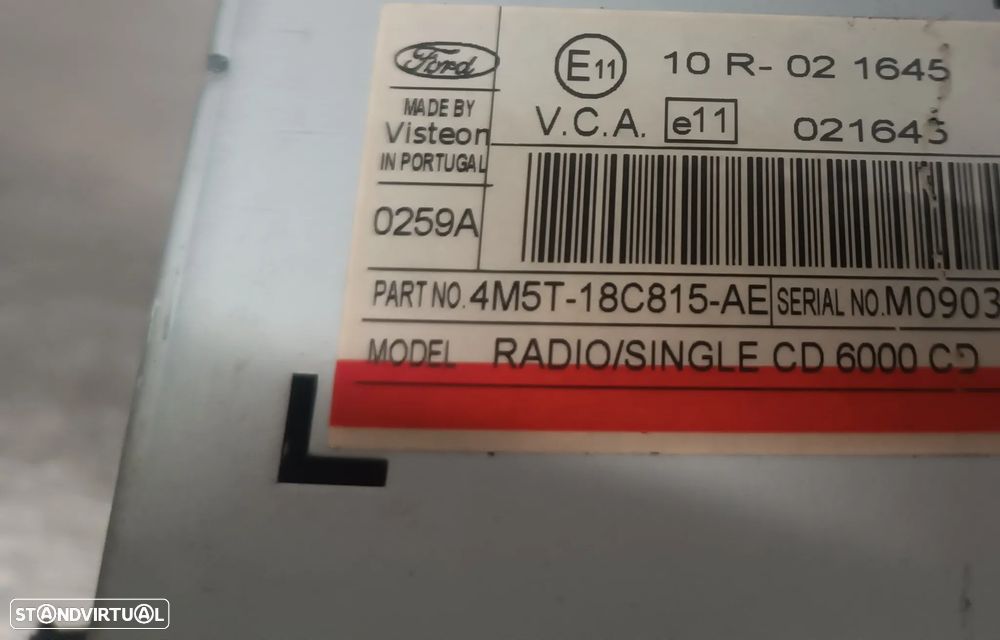 Ford
E11 10 R- 02 1645
MADE BY
Visteon
IN PORTUGAL
V.C.A. e11 021645
0259A
PART NO. 4M5T-18C815-AE SERIAL NO. M0903
MODEL RADIO/SINGLE CD 6000 CD
L
STANDVIRTUAL